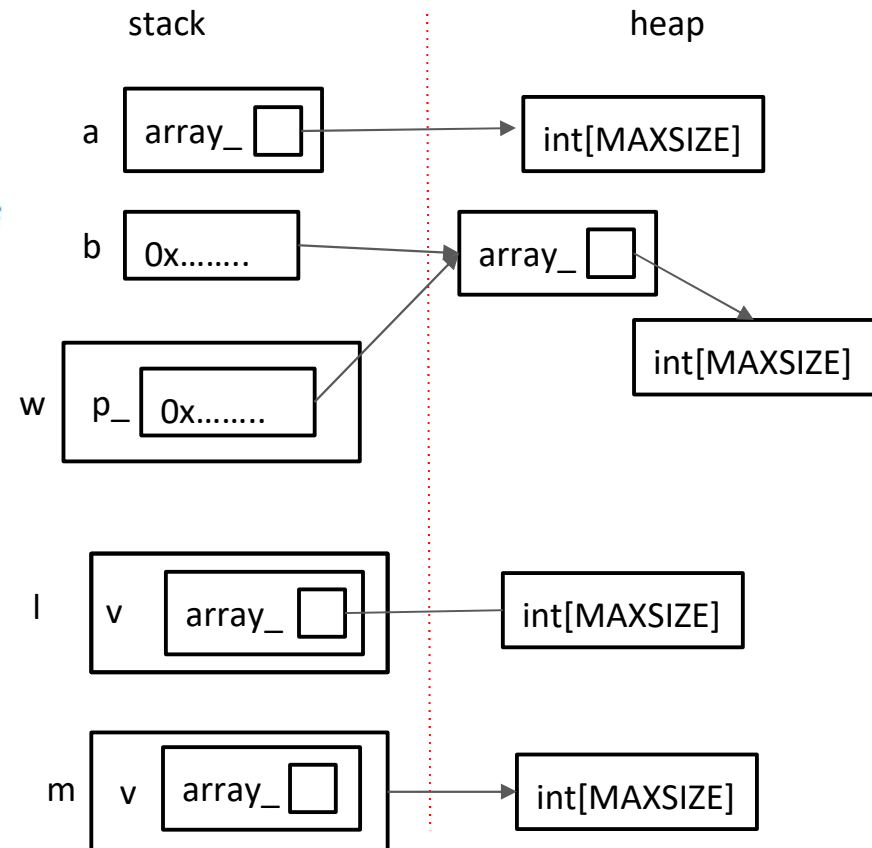 stack heap
a array_ int[MAXSIZE]
b 0x........ array_
int[MAXSIZE]
w p_ 0x........
l v array_ int[MAXSIZE]
m v array_ int[MAXSIZE]